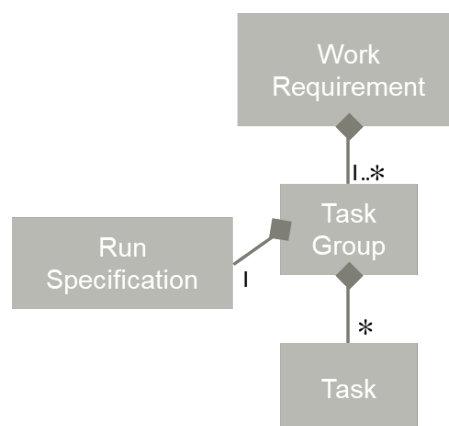 Work
Requirement
1..*
Task
Group
Run
Specification
1
*
Task